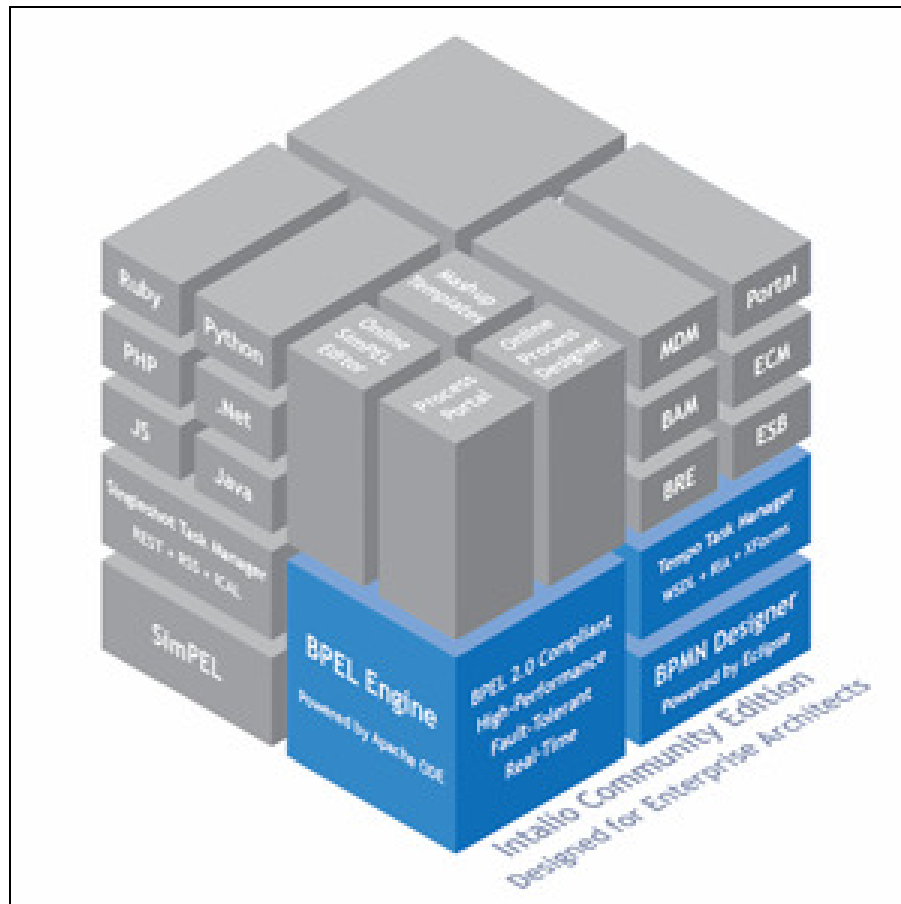 Mashup
Templates
Online
SimPEL
Editor
Online
Process
Designer
Process
Portal
Ruby
Python
PHP
.Net
JS
Java
Singleshot Task Manager
REST + RSS + iCAL
SimPEL
MDM
Portal
BAM
ECM
BRE
ESB
Tempo Task Manager
WSDL + RIA + XForms
BPMN Designer
Powered by Eclipse
BPEL Engine
Powered by Apache ODE
BPEL 2.0 Compliant
High-Performance
Fault-Tolerant
Real-Time
Intalio Community Edition
Designed for Enterprise Architects